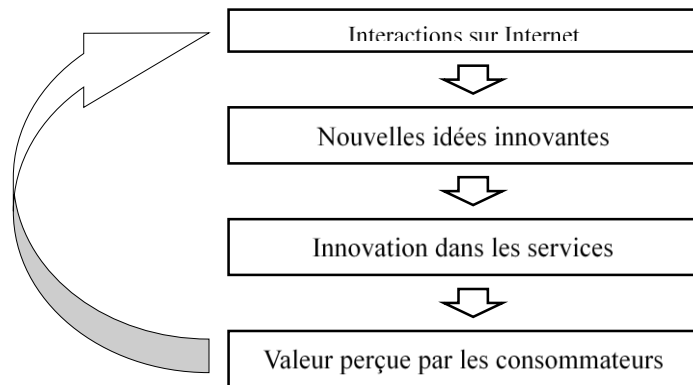 Interactions sur Internet
Nouvelles idées innovantes
Innovation dans les services
Valeur perçue par les consommateurs